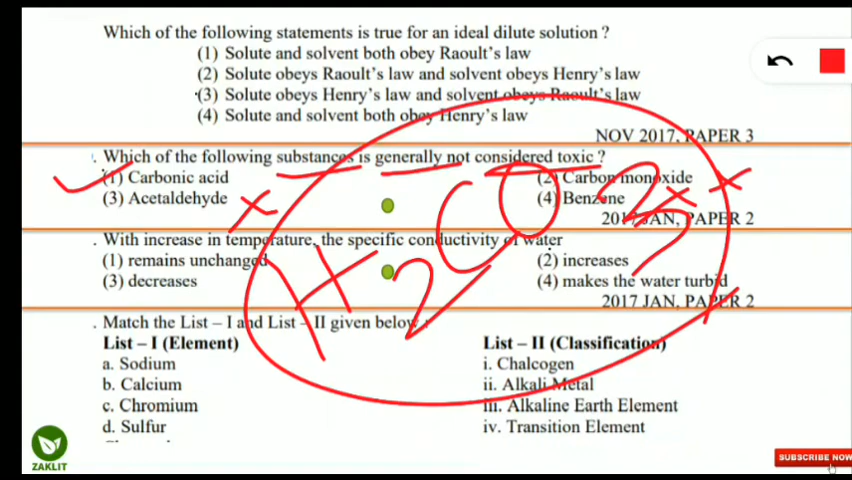 Which of the following statements is true for an ideal dilute solution ?
(1) Solute and solvent both obey Raoult's law
(2) Solute obeys Raoult's law and solvent obeys Henry's law
(3) Solute obeys Henry's law and solvent obeys Raoult's law
(4) Solute and solvent both obey Henry's law
NOV 2017, PAPER 3
. Which of the following substances is generally not considered toxic ?
(1) Carbonic acid (2) Carbon monoxide
(3) Acetaldehyde (4) Benzene
2017 JAN, PAPER 2
. With increase in temperature, the specific conductivity of water
(1) remains unchanged (2) increases
(3) decreases (4) makes the water turbid
2017 JAN, PAPER 2
H2CO3
. Match the List – I and List – II given below :
List – I (Element) List – II (Classification)
a. Sodium i. Chalcogen
b. Calcium ii. Alkali Metal
c. Chromium iii. Alkaline Earth Element
d. Sulfur iv. Transition Element
ZAKLIT
SUBSCRIBE NOW